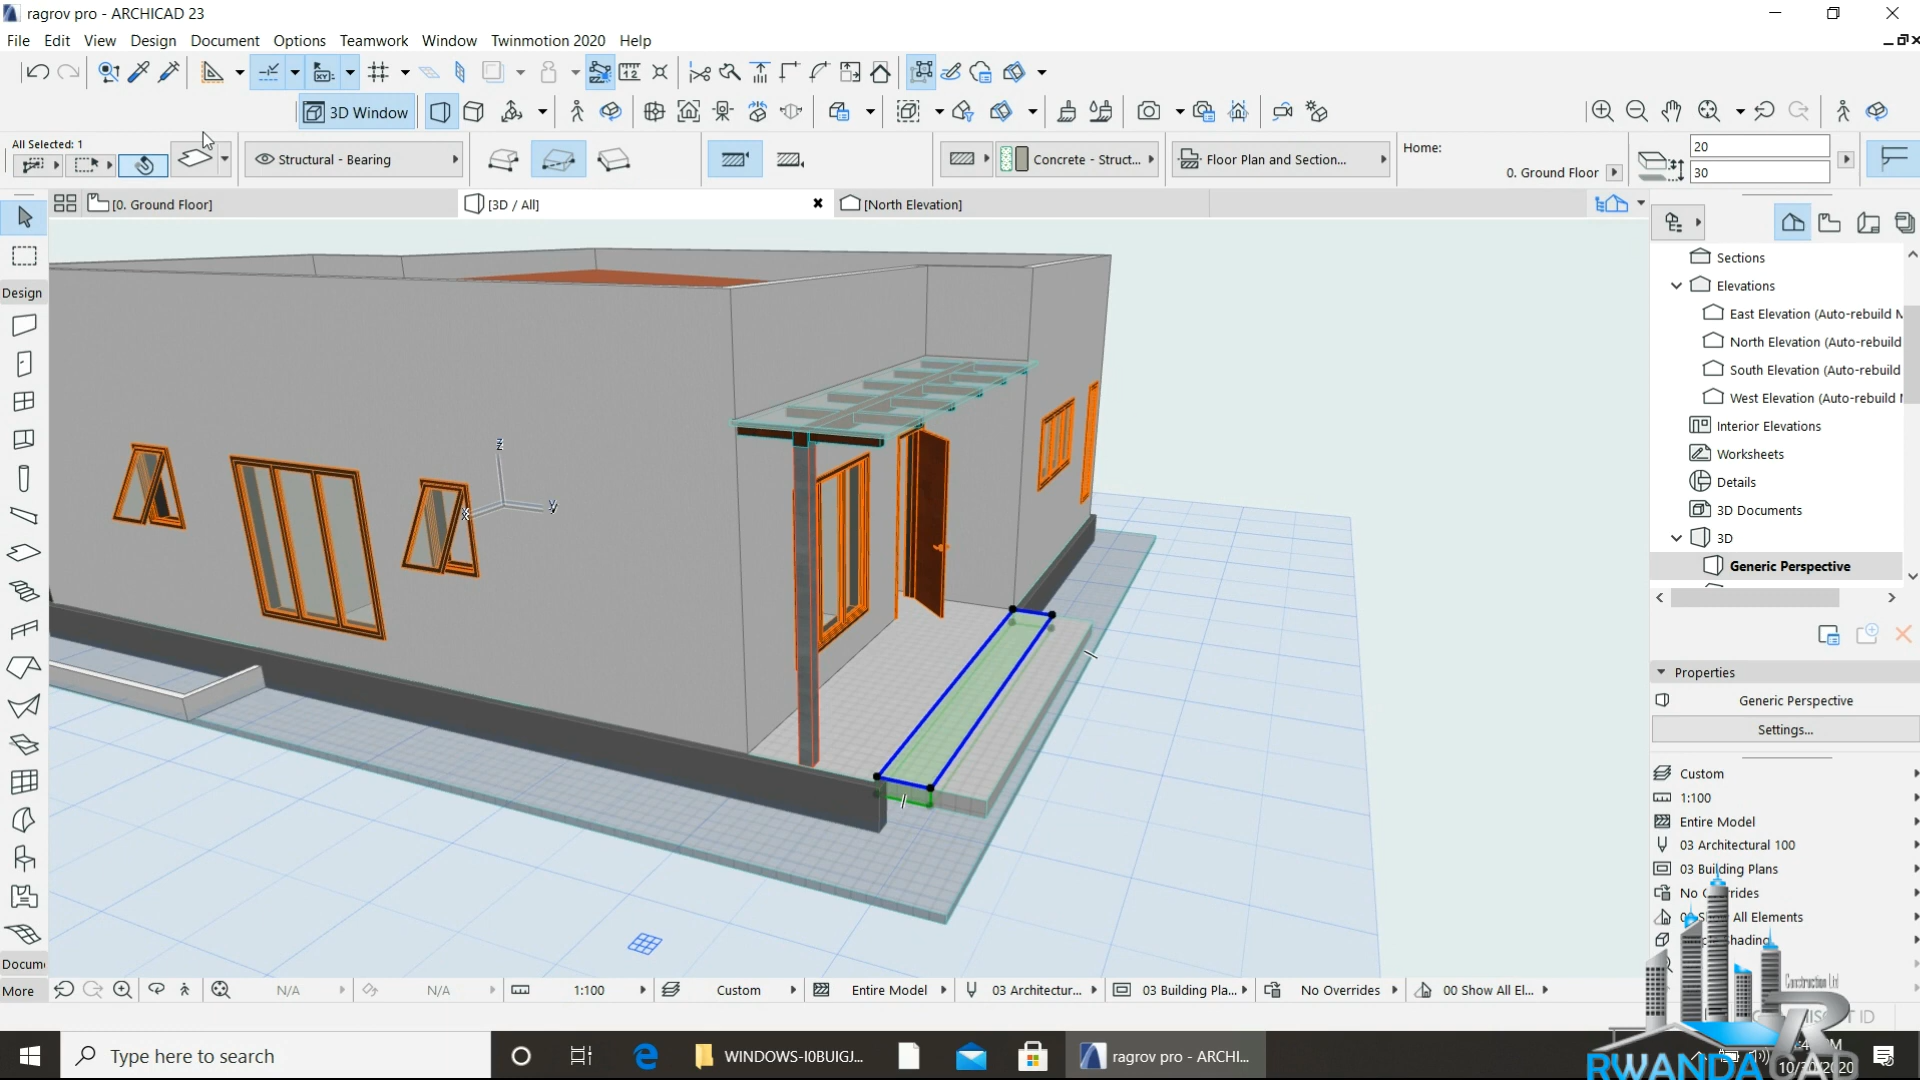 ragrov pro - ARCHICAD 23
File Edit View Design Document Options Teamwork Window Twinmotion 2020 Help
3D Window
All Selected: 1
Structural - Bearing
Concrete - Struct...
Floor Plan and Section...
Home:
0. Ground Floor
20
30
[0. Ground Floor]
[3D / All]
[North Elevation]
Design
Sections
Elevations
East Elevation (Auto-rebuild
North Elevation (Auto-rebuild
South Elevation (Auto-rebuild
West Elevation (Auto-rebuild
Interior Elevations
Worksheets
Details
3D Documents
3D
Generic Perspective
z
x
y
Properties
Generic Perspective
Settings...
Custom
1:100
Entire Model
03 Architectural 100
03 Building Plans
All Elements
Docum
More
N/A
N/A
1:100
Custom
Entire Model
03 Architectur...
03 Building Pla...
No Overrides
00 Show All El...
Construction Ltd
Type here to search
WINDOWS-I0BUIGJ...
ragrov pro - ARCHI...
RWANDA CAD